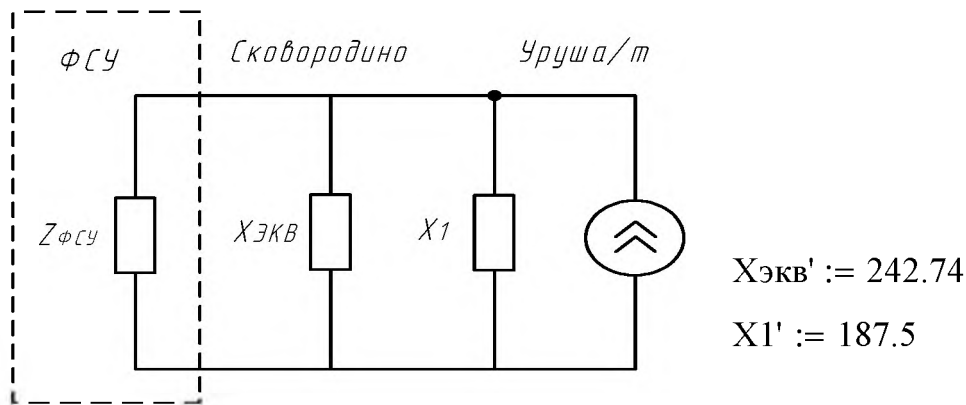 ФСУ
Сковородино
Уруша/т
Zфсу
XЭКВ
X1
Xэкв' := 242.74
X1' := 187.5